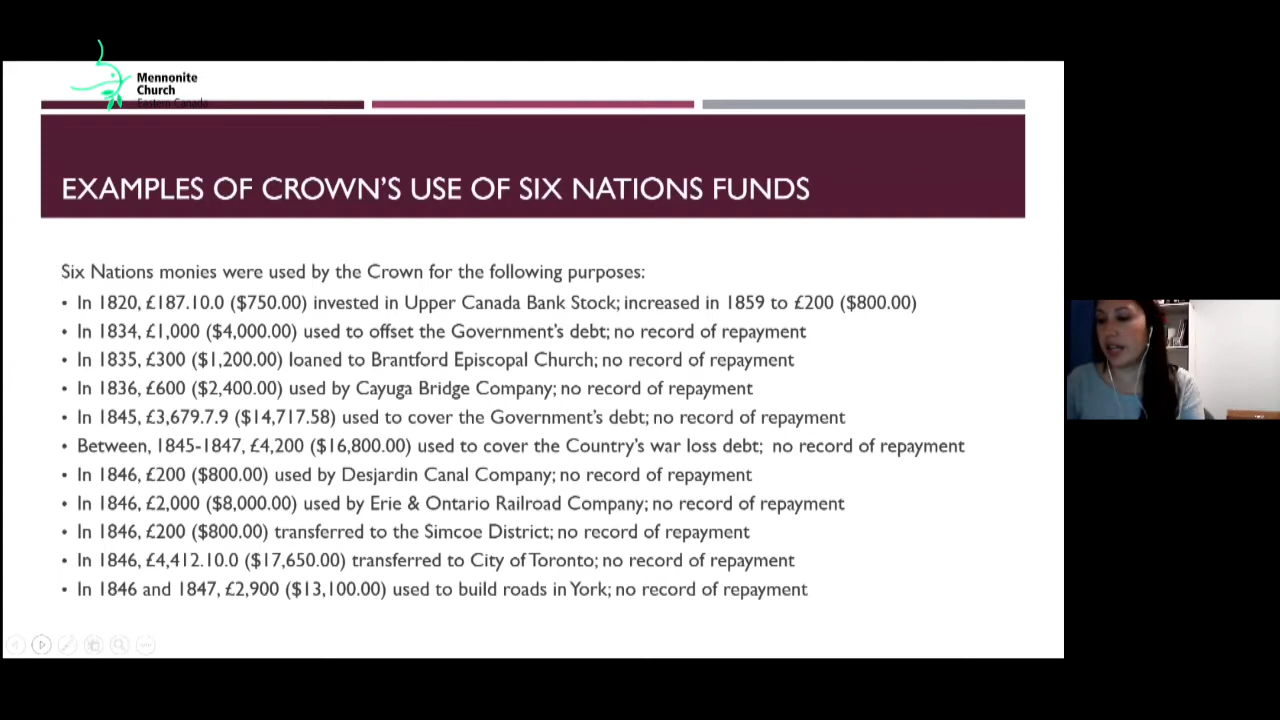 Mennonite
Church
Eastern Canada
EXAMPLES OF CROWN'S USE OF SIX NATIONS FUNDS
Six Nations monies were used by the Crown for the following purposes:
• In 1820, £187.10.0 ($750.00) invested in Upper Canada Bank Stock; increased in 1859 to £200 ($800.00)
• In 1834, £1,000 ($4,000.00) used to offset the Government's debt; no record of repayment
• In 1835, £300 ($1,200.00) loaned to Brantford Episcopal Church; no record of repayment
• In 1836, £600 ($2,400.00) used by Cayuga Bridge Company; no record of repayment
• In 1845, £3,679.7.9 ($14,717.58) used to cover the Government's debt; no record of repayment
• Between, 1845-1847, £4,200 ($16,800.00) used to cover the Country's war loss debt; no record of repayment
• In 1846, £200 ($800.00) used by Desjardin Canal Company; no record of repayment
• In 1846, £2,000 ($8,000.00) used by Erie & Ontario Railroad Company; no record of repayment
• In 1846, £200 ($800.00) transferred to the Simcoe District; no record of repayment
• In 1846, £4,412.10.0 ($17,650.00) transferred to City of Toronto; no record of repayment
• In 1846 and 1847, £2,900 ($13,100.00) used to build roads in York; no record of repayment